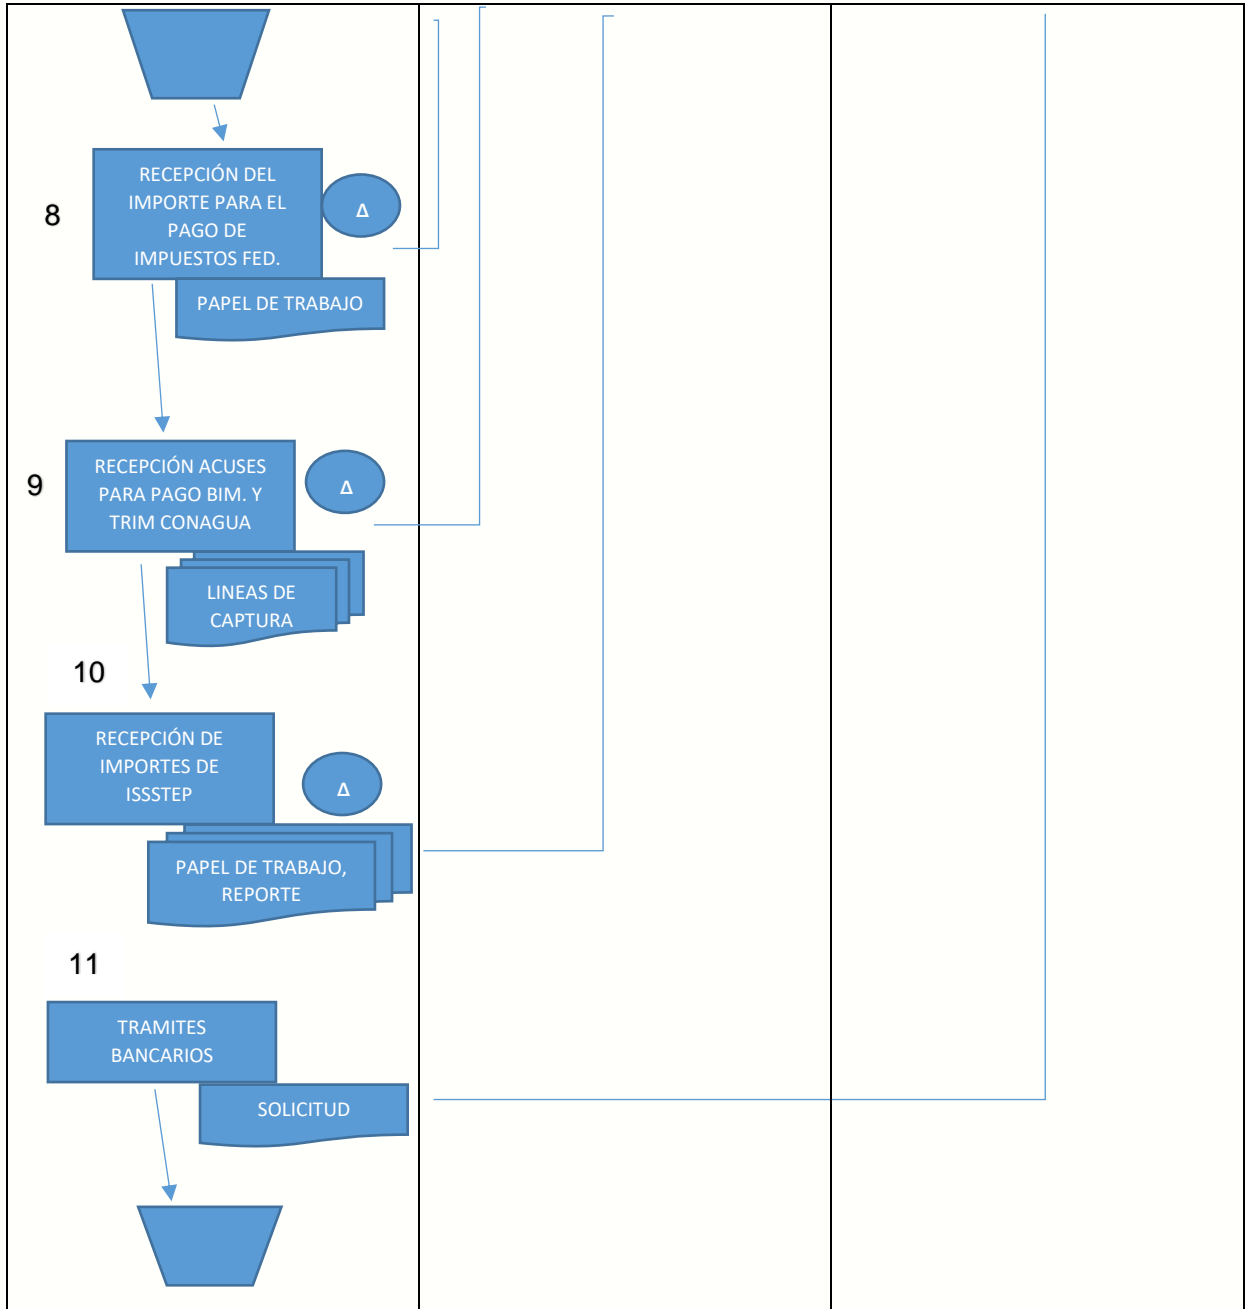 RECEPCIÓN DEL
IMPORTE PARA EL
PAGO DE
IMPUESTOS FED.
8
Δ
PAPEL DE TRABAJO
RECEPCIÓN ACUSES
PARA PAGO BIM. Y
TRIM CONAGUA
9
Δ
LINEAS DE
CAPTURA
10
RECEPCIÓN DE
IMPORTES DE
ISSSTEP
Δ
PAPEL DE TRABAJO,
REPORTE
11
TRAMITES
BANCARIOS
SOLICITUD